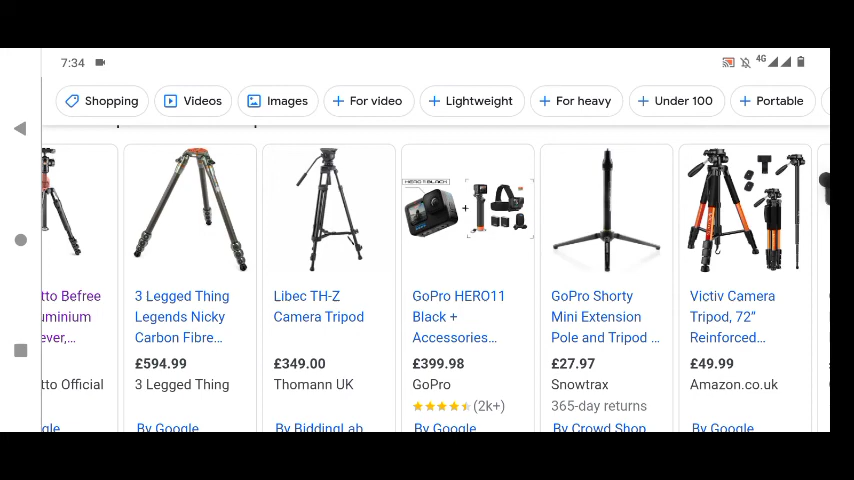 7:34
4G
Shopping
Videos
Images
+ For video
+ Lightweight
+ For heavy
+ Under 100
+ Portable
tto Befree
uminium
ever,...
tto Official
gle
3 Legged Thing
Legends Nicky
Carbon Fibre...
£594.99
3 Legged Thing
By Google
Libec TH-Z
Camera Tripod
£349.00
Thomann UK
By BiddingLab
HERO11 BLACK
+
GoPro HERO11
Black +
Accessories...
£399.98
GoPro
(2k+)
By Google
GoPro Shorty
Mini Extension
Pole and Tripod ...
£27.97
Snowtrax
365-day returns
By Crowd Shop
Victiv Camera
Tripod, 72”
Reinforced...
£49.99
Amazon.co.uk
By Google